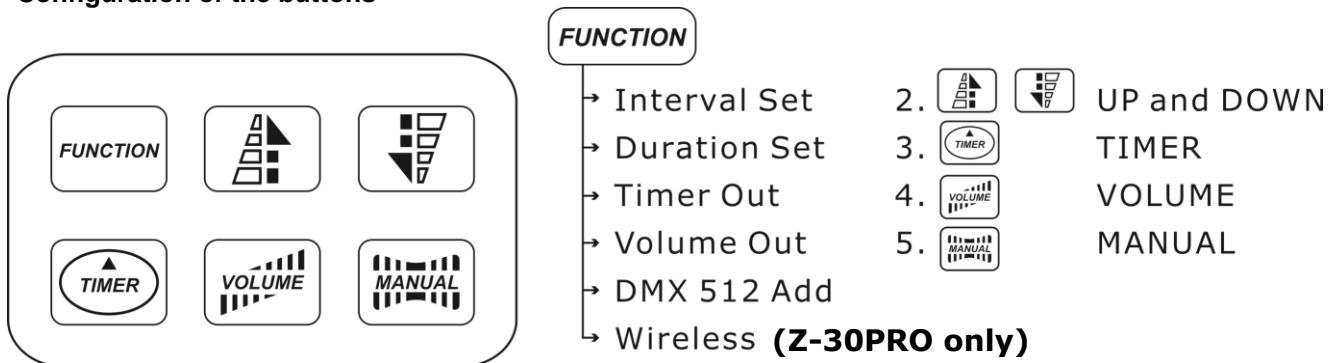 Configuration of the buttons
FUNCTION
TIMER
VOLUME
MANUAL
FUNCTION
Interval Set
Duration Set
Timer Out
Volume Out
DMX 512 Add
Wireless (Z-30PRO only)
2. UP and DOWN
3. TIMER TIMER
4. VOLUME VOLUME
5. MANUAL MANUAL